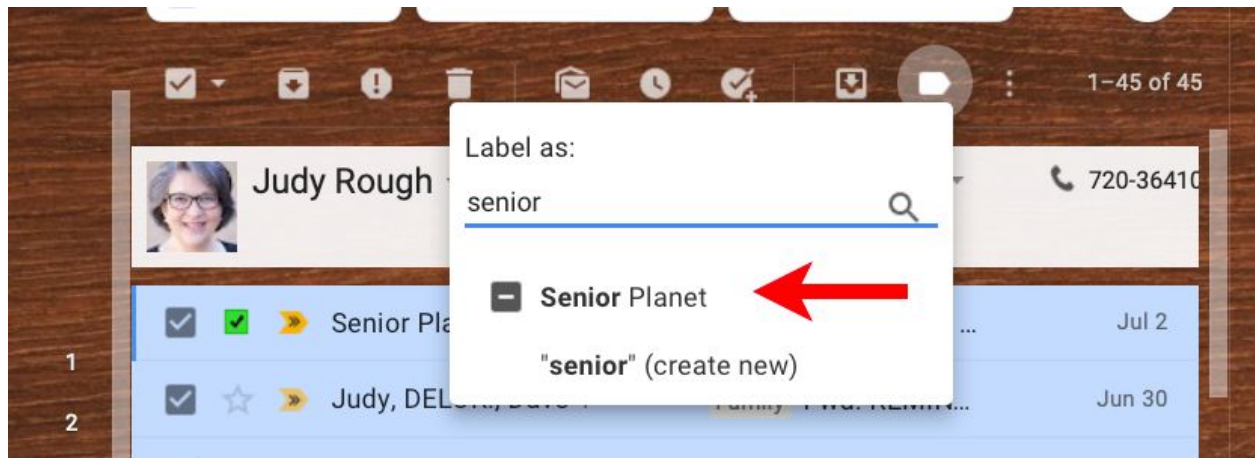 1–45 of 45
Label as:
Judy Rough
720-36410
senior
Senior Planet
Senior Pla
...
Jul 2
"senior" (create new)
1
Judy,
...
Jun 30
2